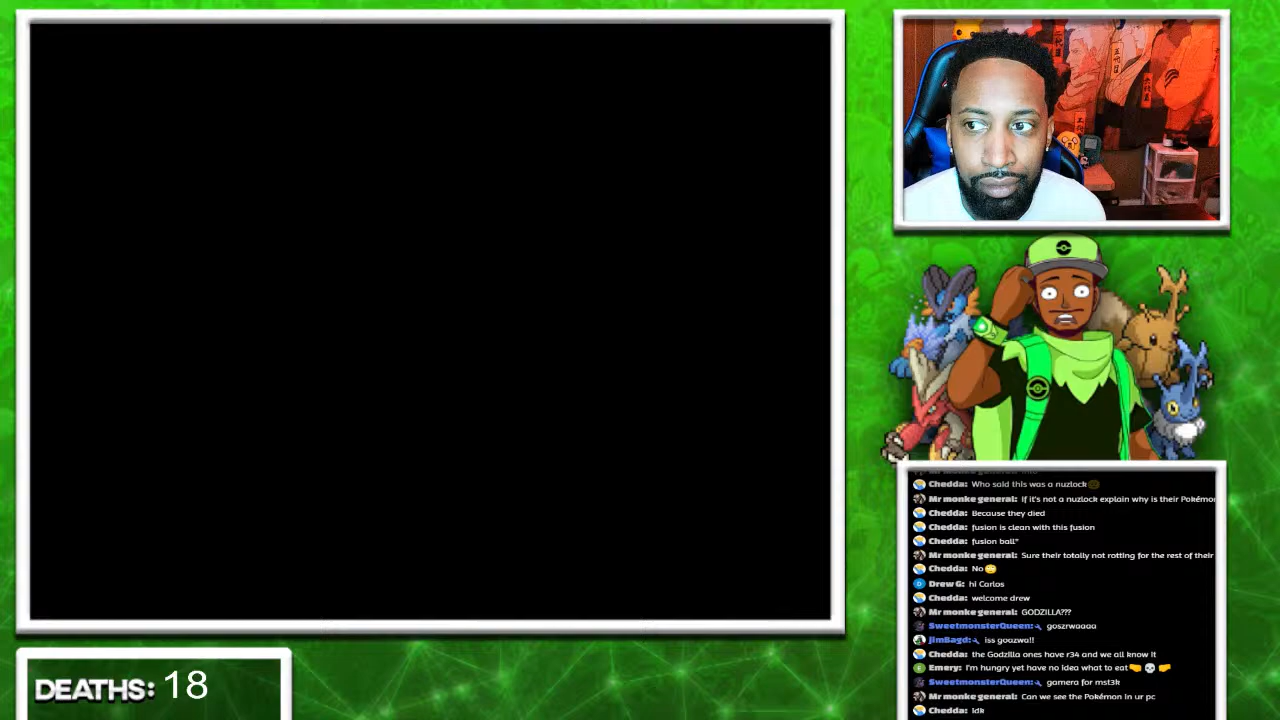 Chedda: Who said this was a nuzlock
Mr monke general: If it's not a nuzlock explain why is their Pokémon
Chedda: Because they died
Chedda: fusion is clean with this fusion
Chedda: fusion ball*
Mr monke general: Sure their totally not rotting for the rest of their
Chedda: No🙄
Drew G: hi Carlos
Chedda: welcome drew
Mr monke general: GODZILLA???
SweetmonsterQueen: goszrwaaaa
JimBagd: iss goazwa!!
Chedda: the Godzilla ones have r34 and we all know it
Emery: I'm hungry yet have no idea what to eat🤜💀🤛
SweetmonsterQueen: gamera for mst3k
Mr monke general: Can we see the Pokémon in ur pc
Chedda: idk
DEATHS: 18